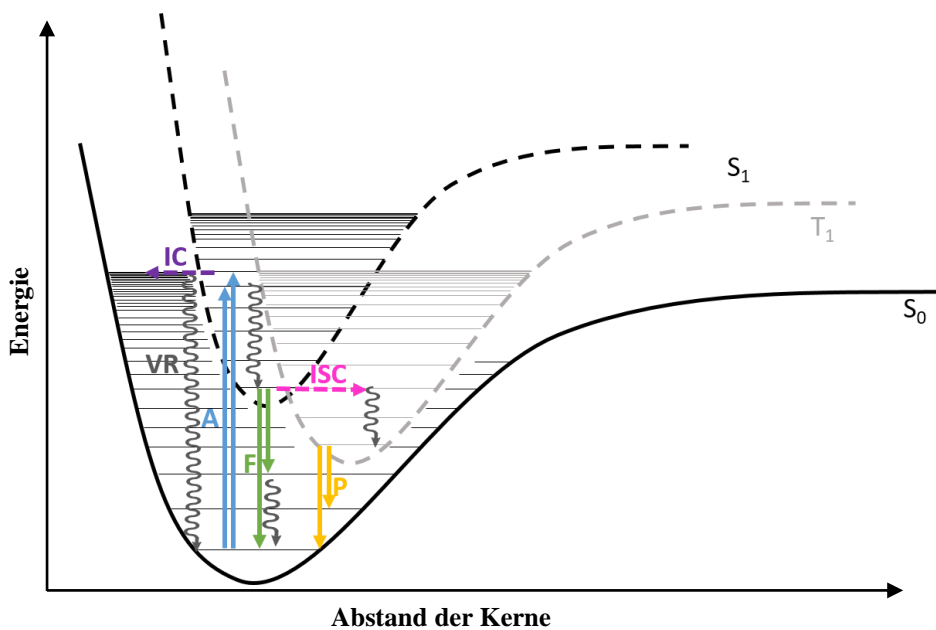 S1
T1
S0
IC
VR
A
ISC
F
P
Energie
Abstand der Kerne